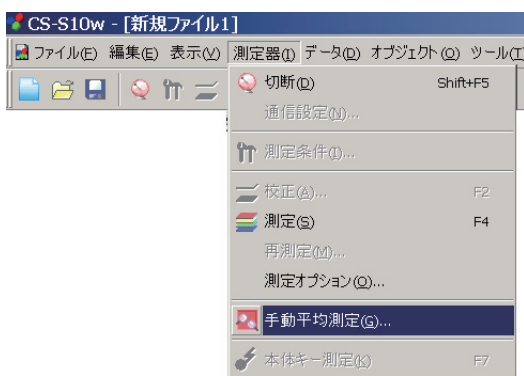 CS-S10w - [新規ファイル1]
ファイル(F) 編集(E) 表示(V) 測定器(I) データ(D) オブジェクト(O) ツール(T
切断(D) Shift+F5
通信設定(N)...
測定条件(I)...
校正(A)... F2
測定(S) F4
再測定(M)...
測定オプション(O)...
手動平均測定(G)...
本体キー測定(K) F7